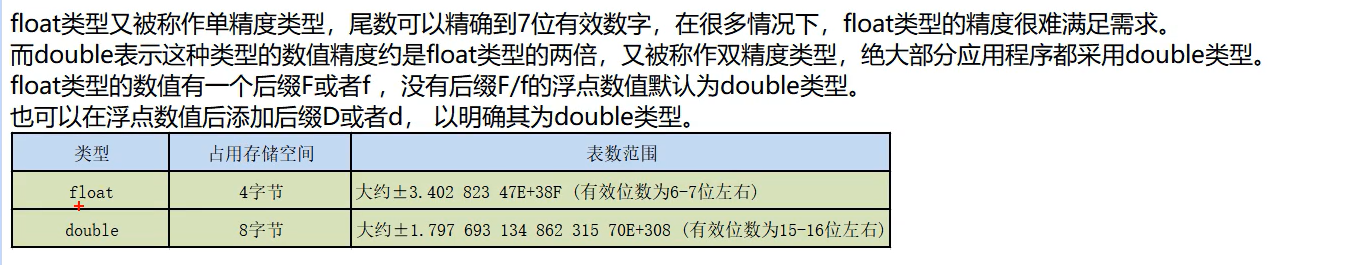 float类型又被称作单精度类型，尾数可以精确到7位有效数字，在很多情况下，float类型的精度很难满足需求。
而double表示这种类型的数值精度约是float类型的两倍，又被称作双精度类型，绝大部分应用程序都采用double类型。
float类型的数值有一个后缀F或者f ，没有后缀F/f的浮点数值默认为double类型。
也可以在浮点数值后添加后缀D或者d， 以明确其为double类型。
类型 占用存储空间 表数范围
float 4字节 大约±3.402 823 47E+38F (有效位数为6-7位左右)
double 8字节 大约±1.797 693 134 862 315 70E+308 (有效位数为15-16位左右)